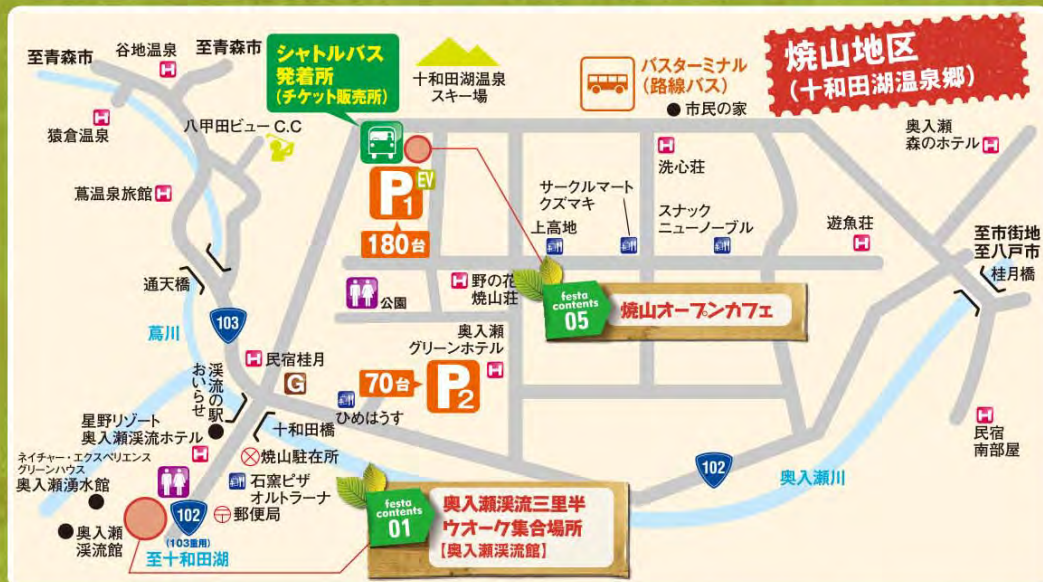 焼山地区
(十和田湖温泉郷)
至青森市
谷地温泉
至青森市
猿倉温泉
八甲田ビューC.C
蔦温泉旅館
シャトルバス
発着所
(チケット販売所)
十和田湖温泉
スキー場
バスターミナル
(路線バス)
市民の家
奥入瀬
森のホテル
洗心荘
EV
P1
180台
サークルマート
クズマキ
上高地
スナック
ニューノーブル
遊魚荘
至市街地
至八戸市
桂月橋
通天橋
103
蔦川
公園
野の花
焼山荘
festa
contents
05
焼山オープンカフェ
奥入瀬
グリーンホテル
70台
P2
民宿桂月
G
渓流の駅
おいらせ
ひめはうす
十和田橋
星野リゾート
奥入瀬渓流ホテル
焼山駐在所
ネイチャー・エクスペリエンス
グリーンハウス
奥入瀬湧水館
石窯ピザ
オルトラーナ
郵便局
102
(103重用)
奥入瀬
渓流館
至十和田湖
festa
contents
01
奥入瀬渓流三里半
ウオーク集合場所
【奥入瀬渓流館】
102
奥入瀬川
民宿
南部屋